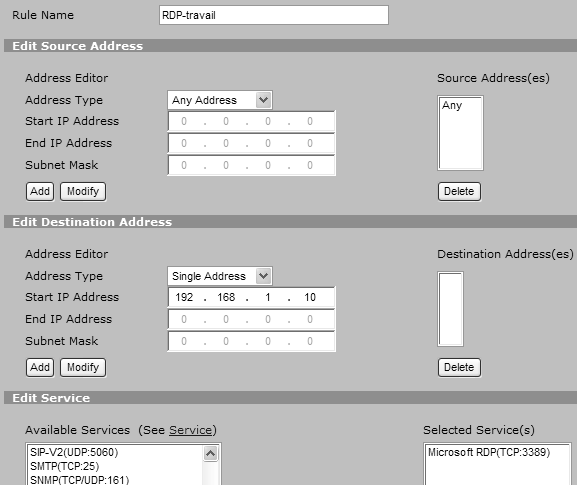 Rule Name RDP-travail
Edit Source Address
Address Editor Source Address(es)
Address Type Any Address Any
Start IP Address 0 . 0 . 0 . 0
End IP Address 0 . 0 . 0 . 0
Subnet Mask 0 . 0 . 0 . 0
Add Modify Delete
Edit Destination Address
Address Editor Destination Address(es)
Address Type Single Address
Start IP Address 192 . 168 . 1 . 10
End IP Address 0 . 0 . 0 . 0
Subnet Mask 0 . 0 . 0 . 0
Add Modify Delete
Edit Service
Available Services (See Service) Selected Service(s)
SIP-V2(UDP:5060) Microsoft RDP(TCP:3389)
SMTP(TCP:25)
SNMP(TCP/UDP:161)